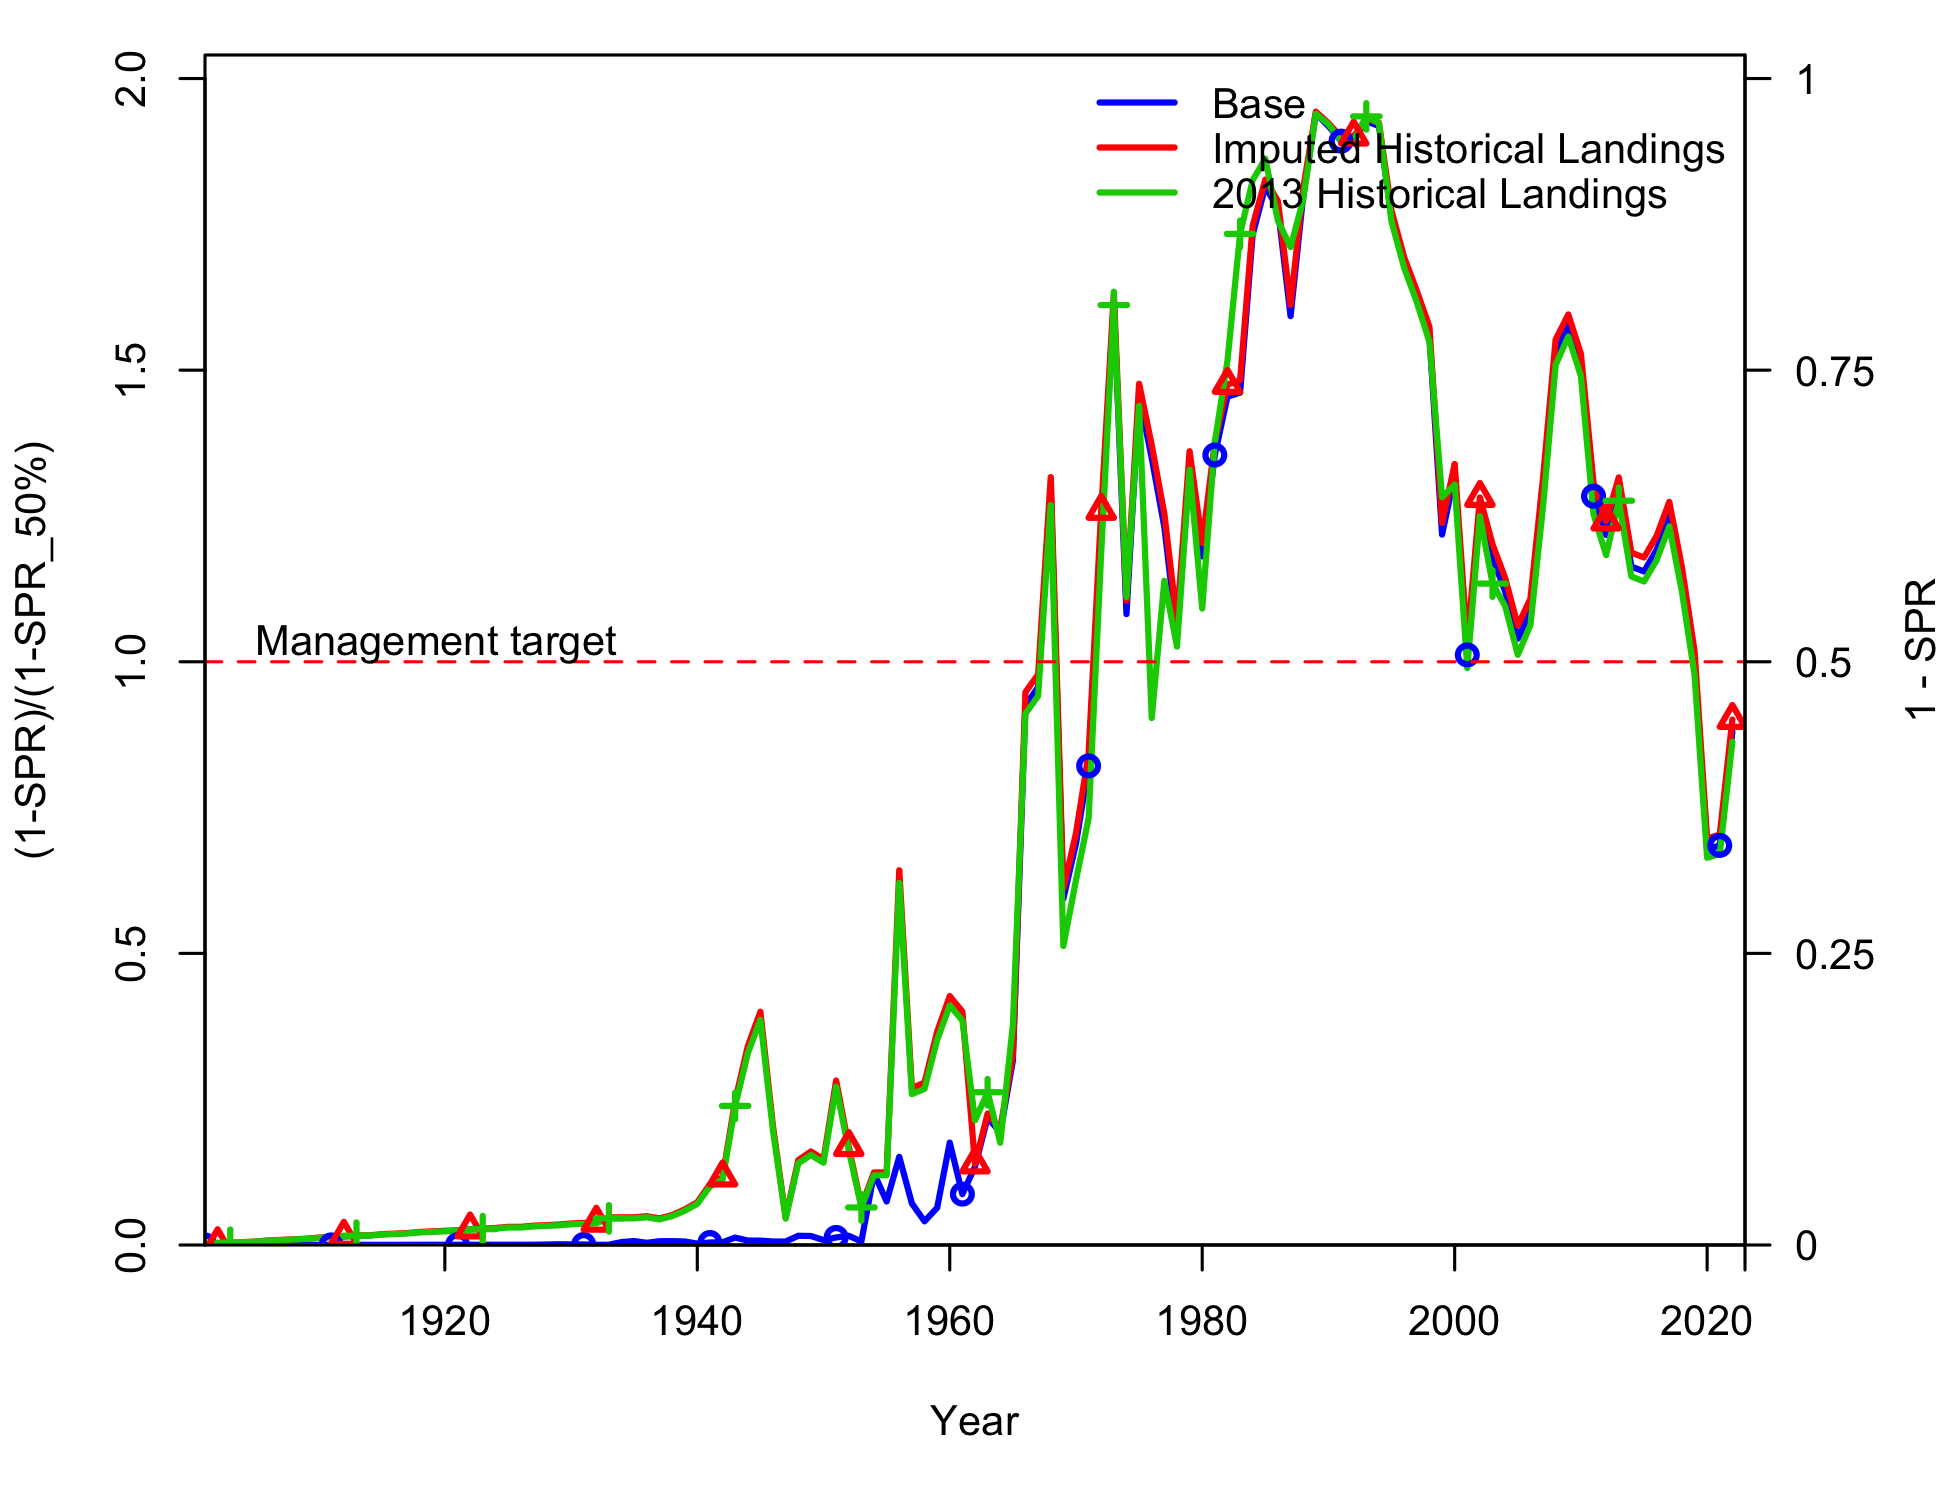 2.0
1.5
1.0
0.5
0.0
(1-SPR)/(1-SPR_50%)
Base
Imputed Historical Landings
2013 Historical Landings
Management target
1
0.75
0.5
0.25
0
1 - SPR
1920
1940
1960
1980
2000
2020
Year